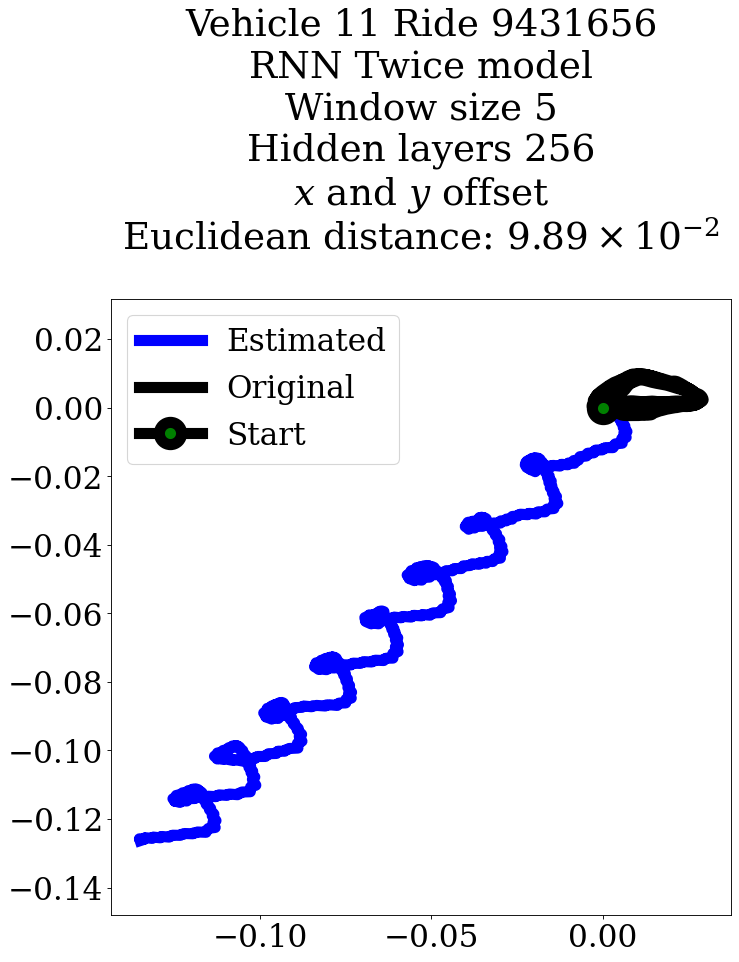 Vehicle 11 Ride 9431656
RNN Twice model
Window size 5
Hidden layers 256
x and y offset
Euclidean distance: 9.89 × 10⁻²
Estimated
Original
Start
0.02
0.00
−0.02
−0.04
−0.06
−0.08
−0.10
−0.12
−0.14
−0.10 −0.05 0.00